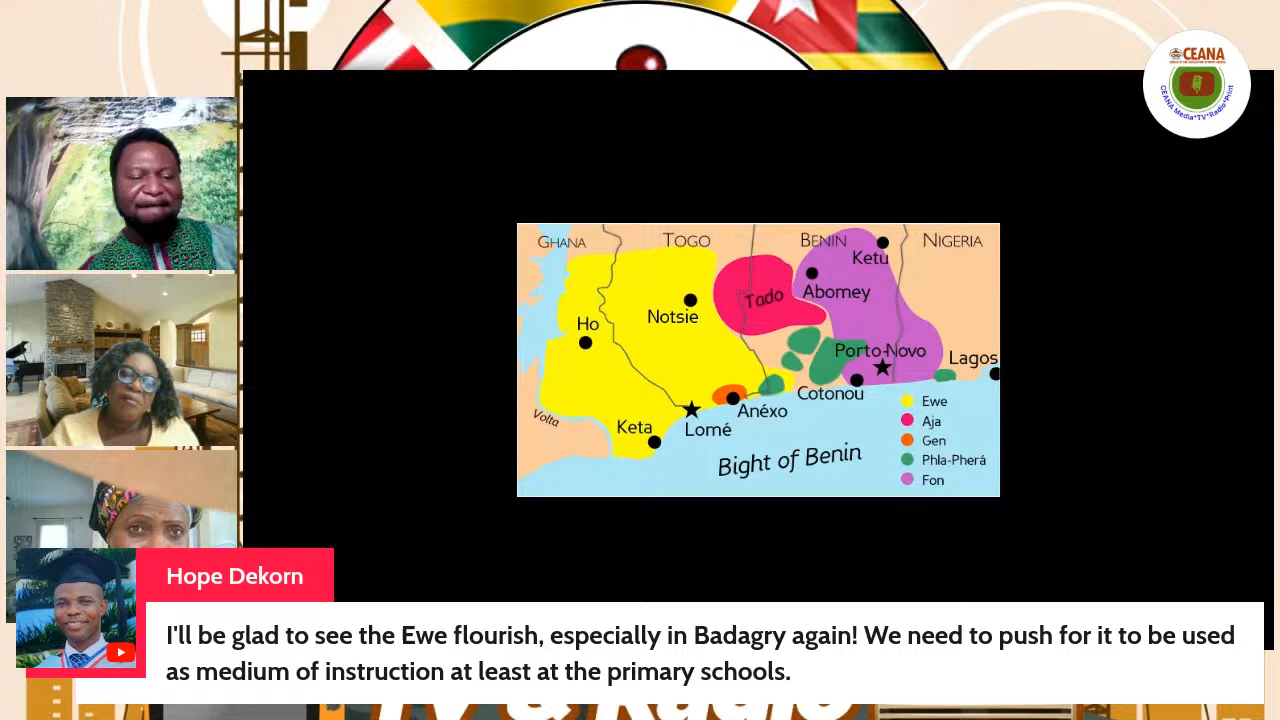 CEANA
CEANA Media*TV*Radio*Print
GHANA
TOGO
BENIN
NIGERIA
Ketu
Abomey
Tado
Notsie
Ho
Porto-Novo
Lagos
Cotonou
Anéxo
Volta
Keta
Lomé
Bight of Benin
Ewe
Aja
Gen
Phla-Pherá
Fon
Hope Dekorn
I'll be glad to see the Ewe flourish, especially in Badagry again! We need to push for it to be used
as medium of instruction at least at the primary schools.
TV & Radio